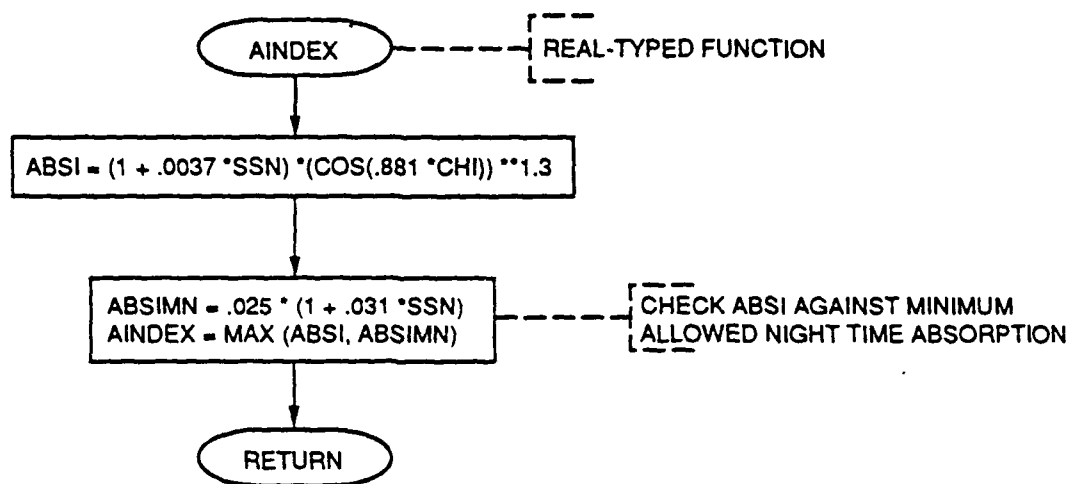 AINDEX
REAL-TYPED FUNCTION
ABSI = (1 + .0037 *SSN) *(COS(.881 *CHI)) **1.3
ABSIMN = .025 * (1 + .031 *SSN)
AINDEX = MAX (ABSI, ABSIMN)
CHECK ABSI AGAINST MINIMUM
ALLOWED NIGHT TIME ABSORPTION
RETURN